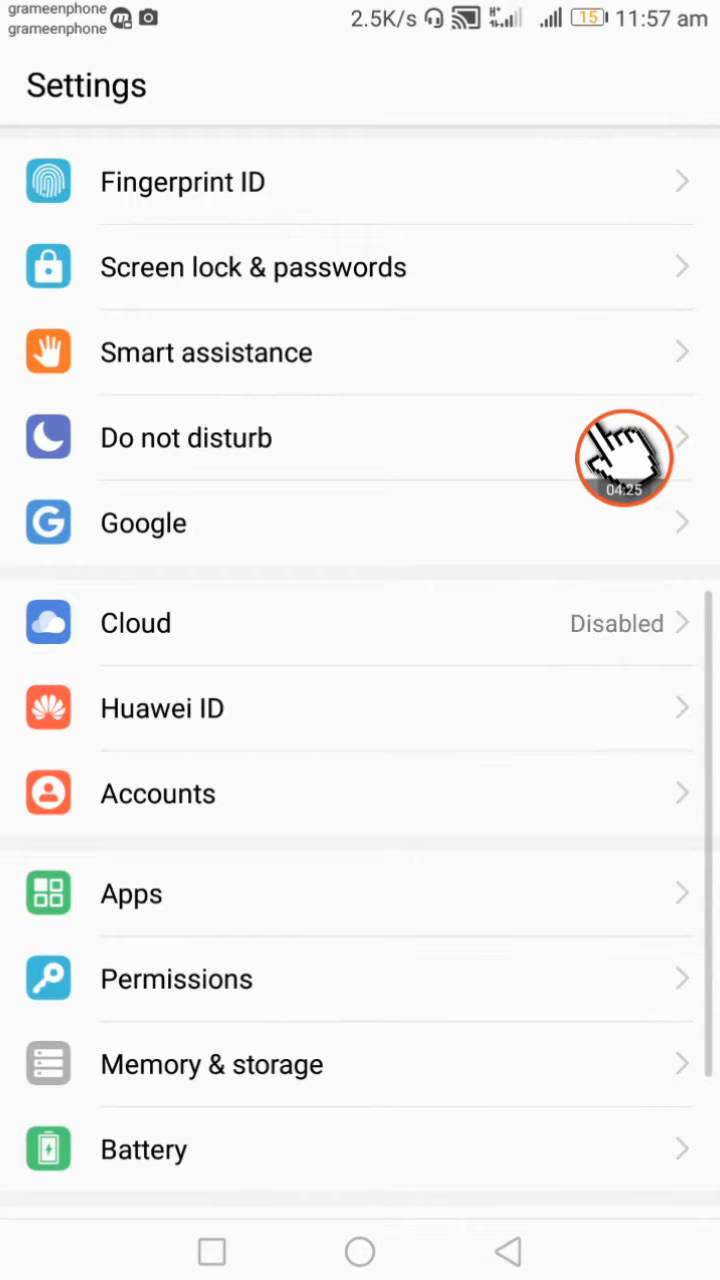 grameenphone
grameenphone
2.5K/s H+ 15 11:57 am
Settings
Fingerprint ID
Screen lock & passwords
Smart assistance
Do not disturb
04:25
Google
Cloud Disabled
Huawei ID
Accounts
Apps
Permissions
Memory & storage
Battery